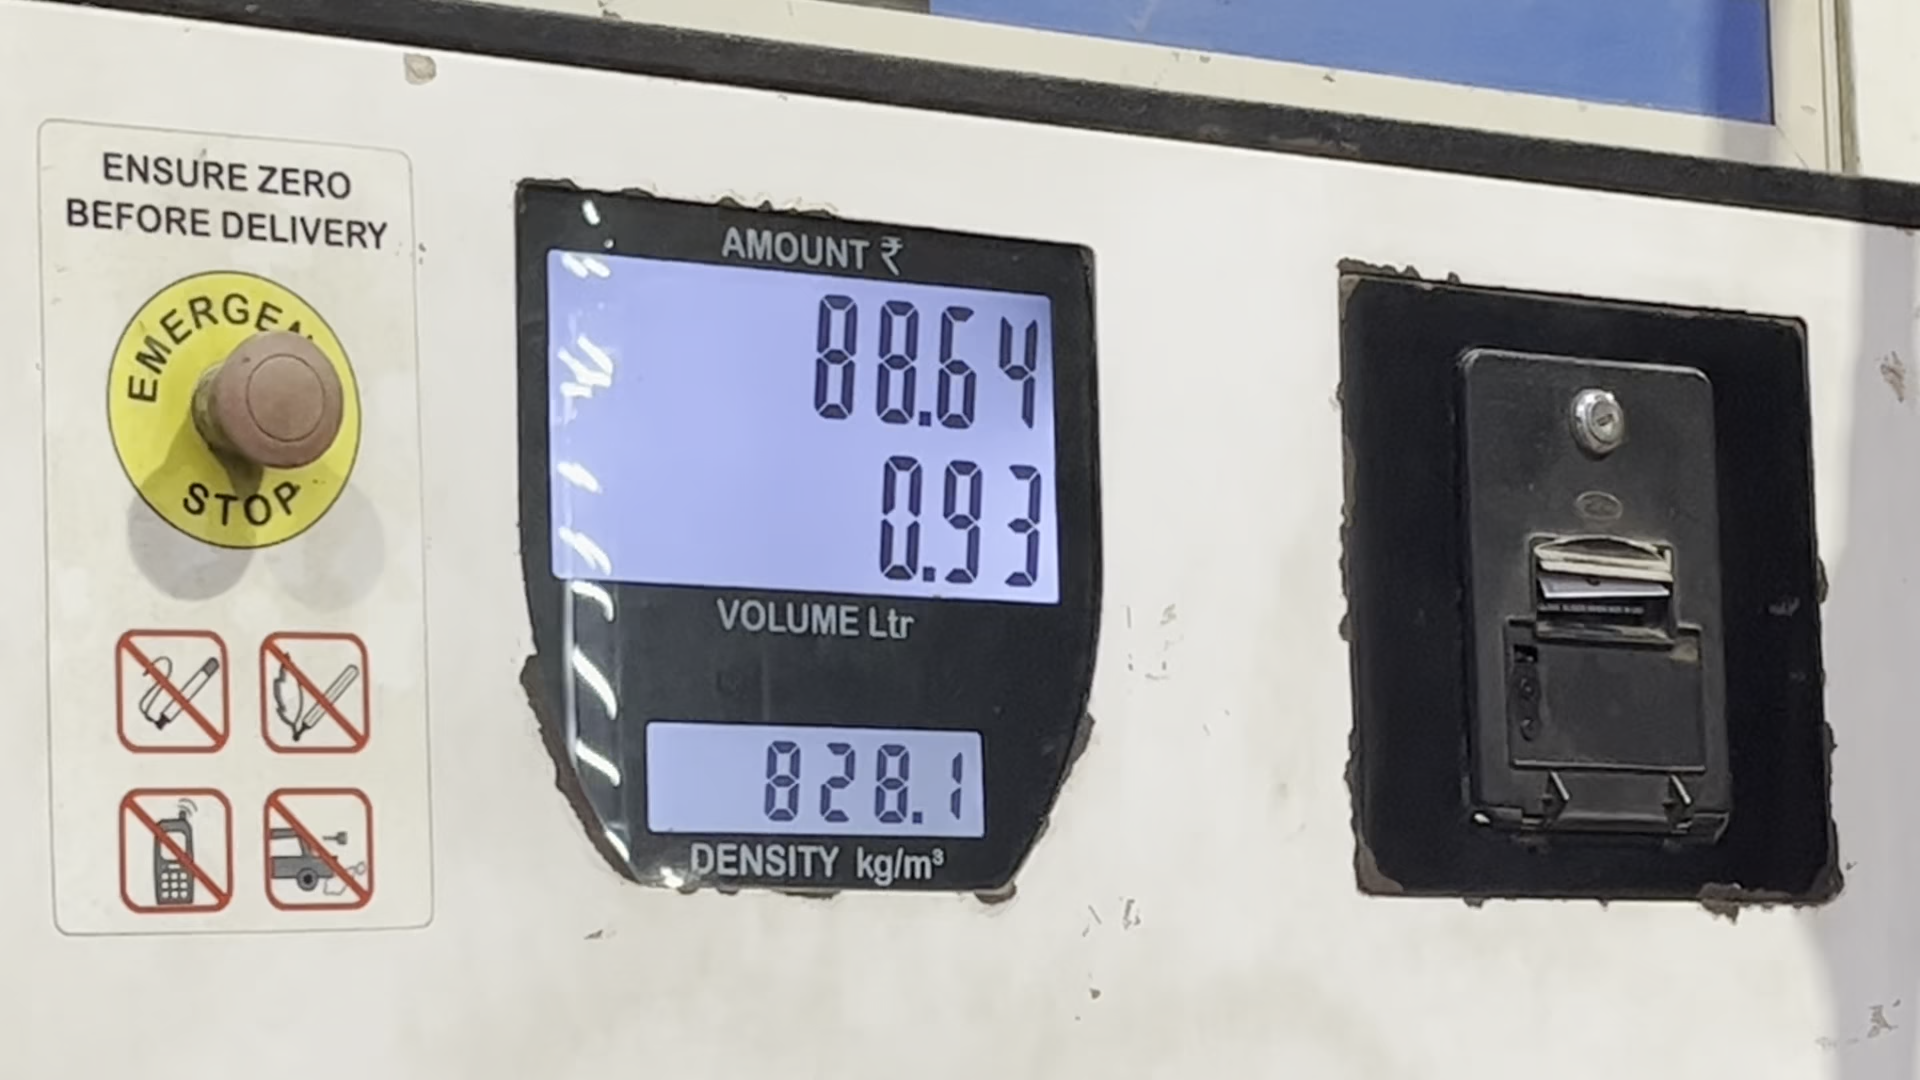 ENSURE ZERO
BEFORE DELIVERY
EMERGEN
STOP
AMOUNT ₹
88.64
0.93
VOLUME Ltr
828.1
DENSITY kg/m³